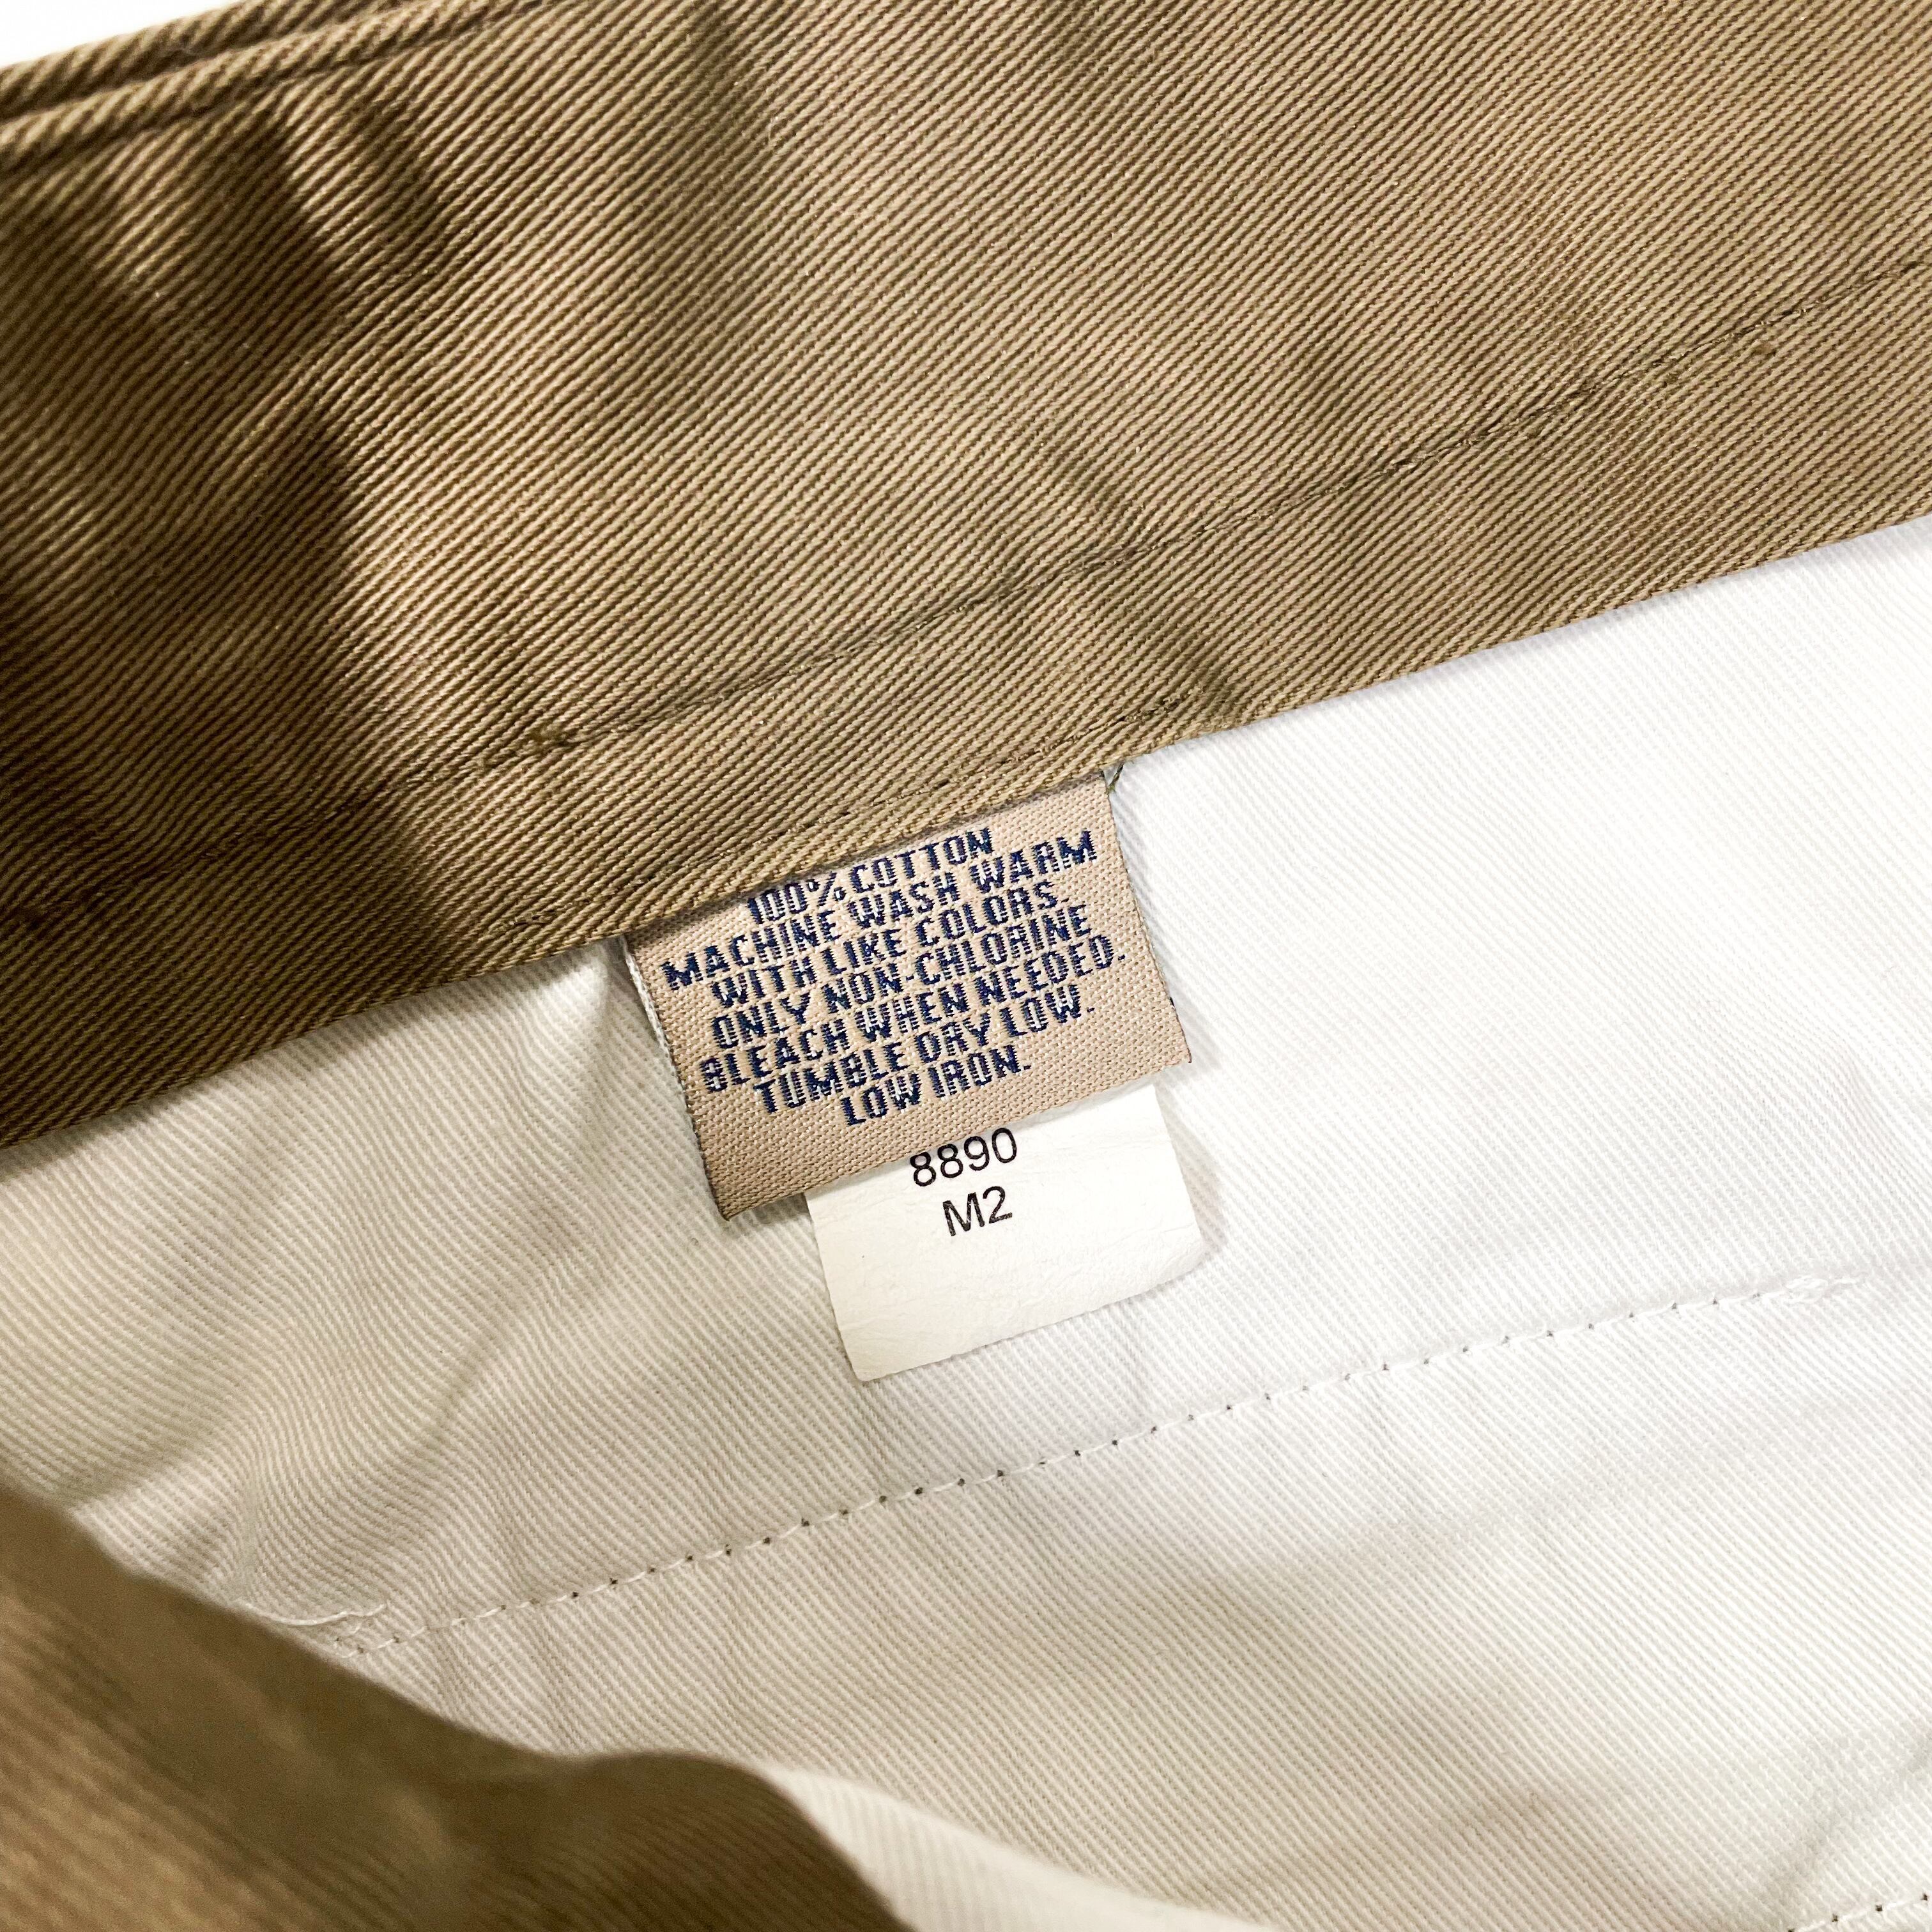 100% COTTON
MACHINE WASH WARM
WITH LIKE COLORS.
ONLY NON-CHLORINE
BLEACH WHEN NEEDED.
TUMBLE DRY LOW.
LOW IRON.
8890
M2